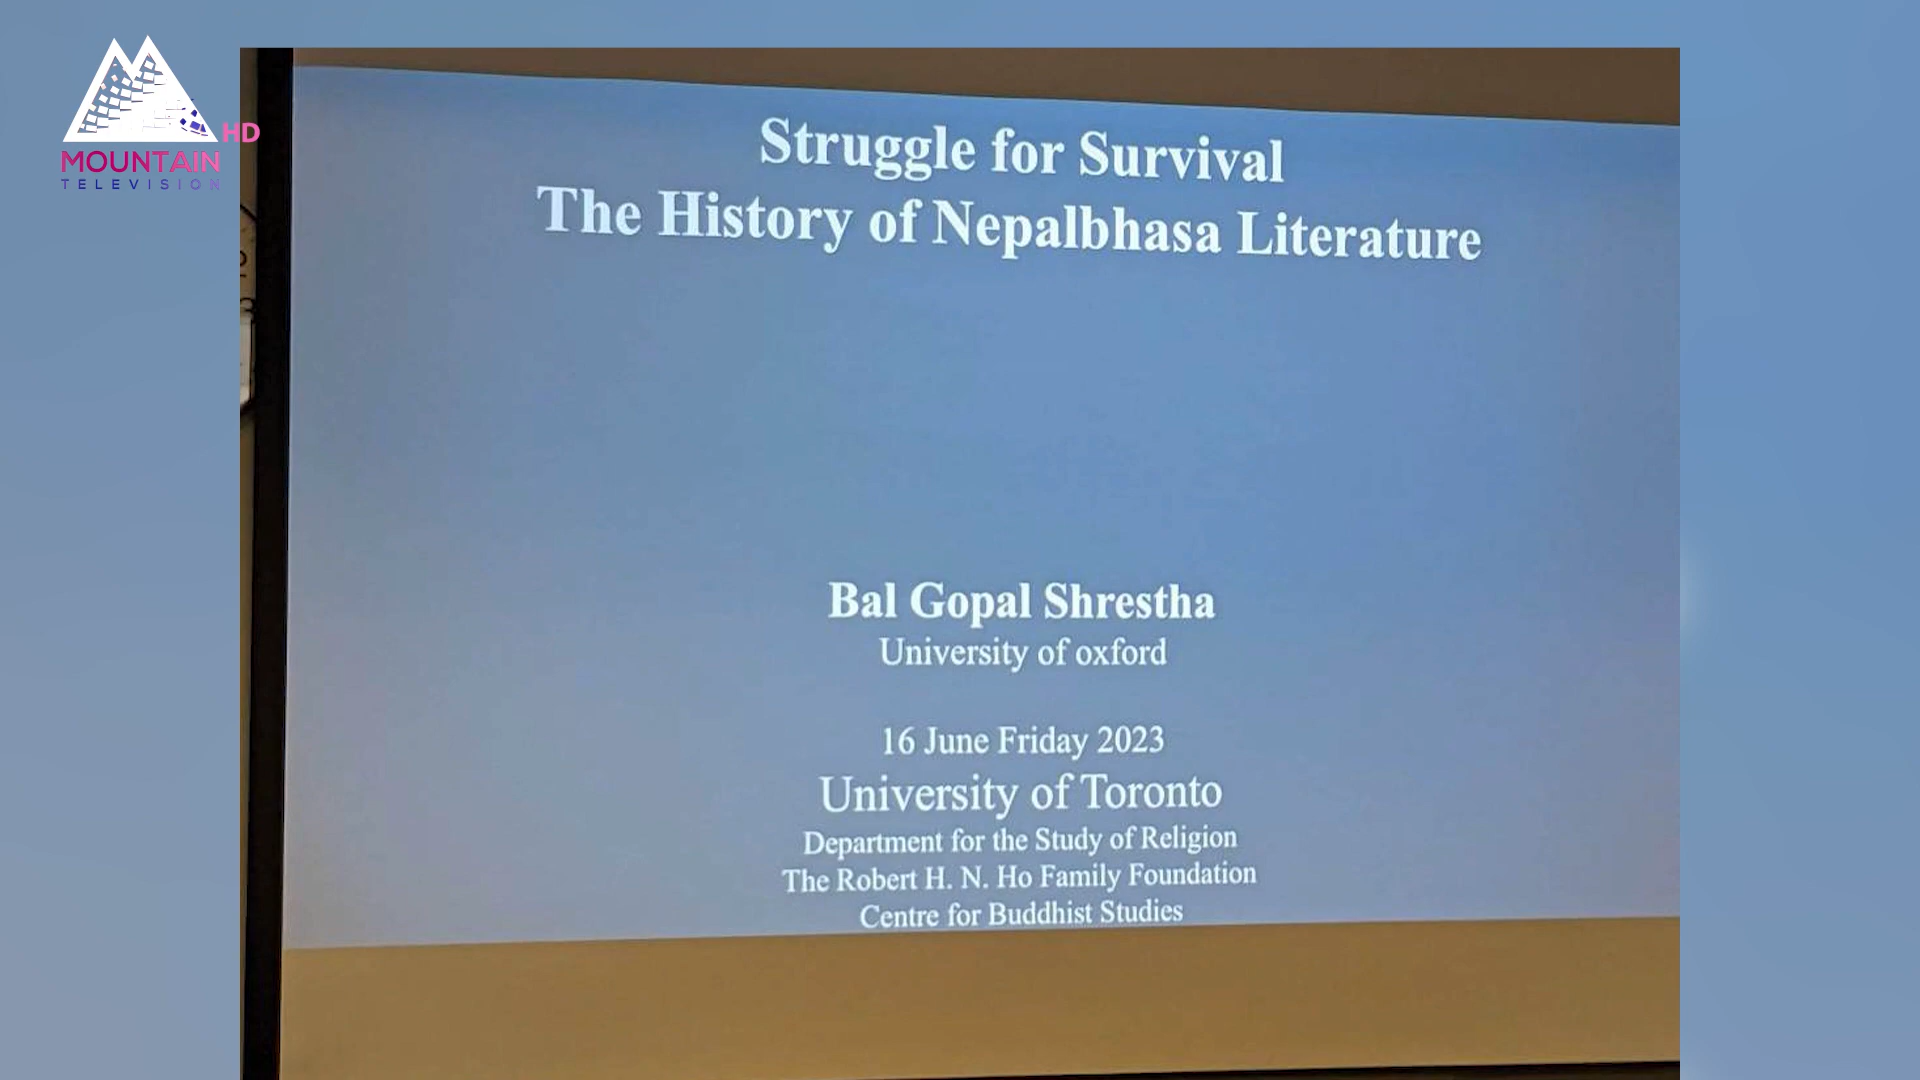 HD
MOUNTAIN
TELEVISION
Struggle for Survival
The History of Nepalbhasa Literature
Bal Gopal Shrestha
University of oxford
16 June Friday 2023
University of Toronto
Department for the Study of Religion
The Robert H. N. Ho Family Foundation
Centre for Buddhist Studies